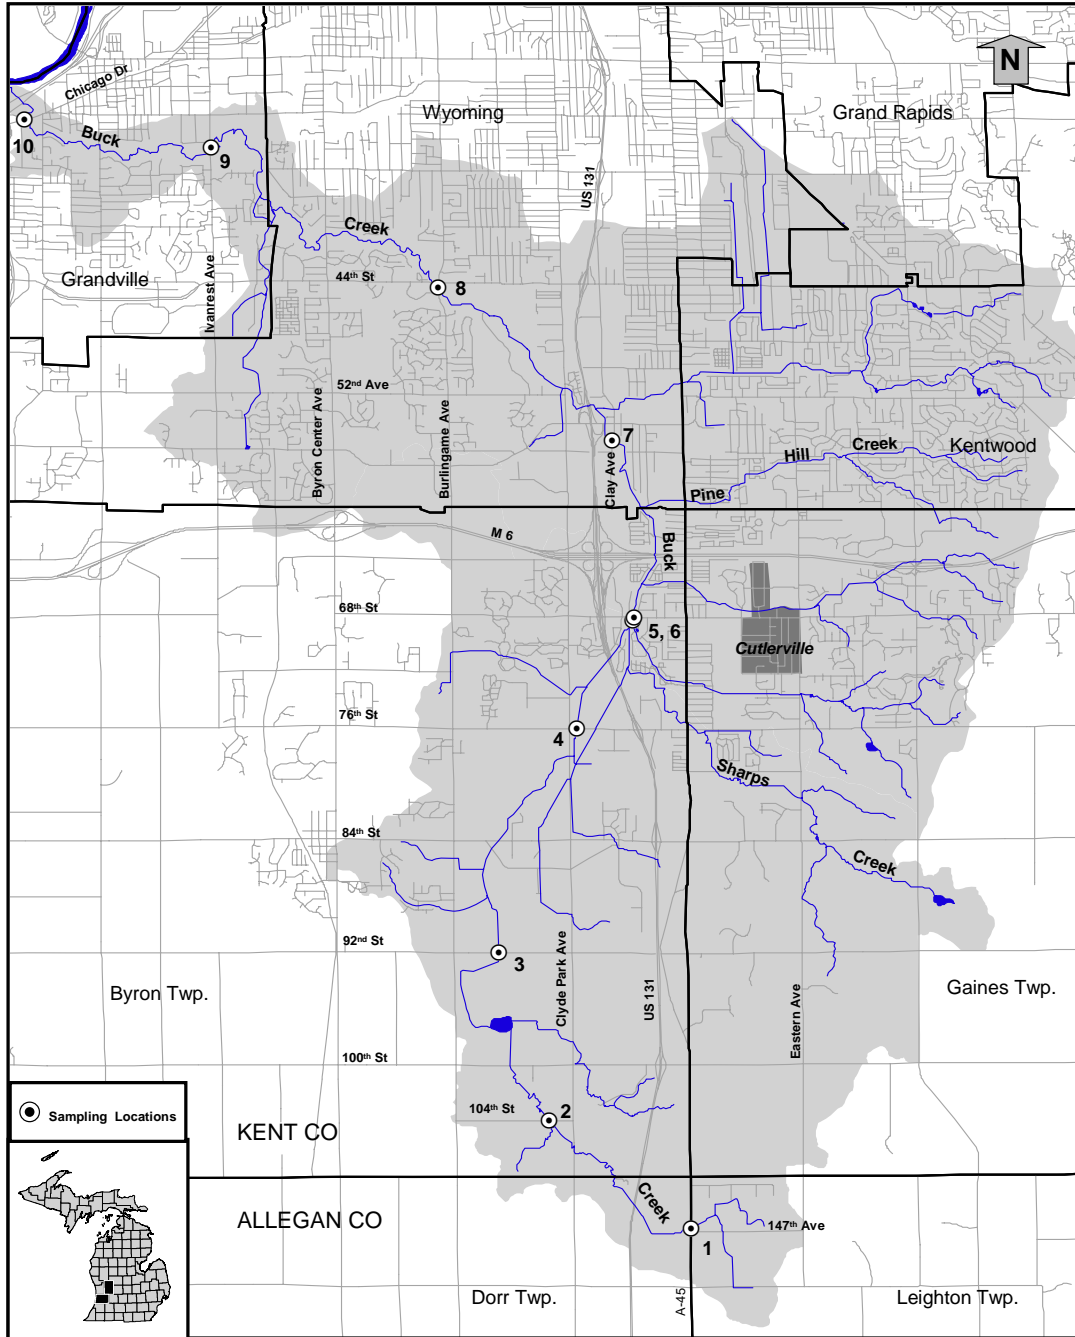 N
Chicago Dr
Wyoming
Grand Rapids
10
Buck
9
US 131
Creek
Grandville
Ivanrest Ave
44th St
8
52nd Ave
Byron Center Ave
Burlingame Ave
7
Clay Ave
Hill
Creek
Kentwood
Pine
M 6
Buck
68th St
5, 6
Cutlerville
76th St
4
Sharps
84th St
Creek
92nd St
3
Clyde Park Ave
US 131
Eastern Ave
Byron Twp.
Gaines Twp.
100th St
104th St
2
Sampling Locations
KENT CO
Creek
ALLEGAN CO
147th Ave
1
A-45
Dorr Twp.
Leighton Twp.